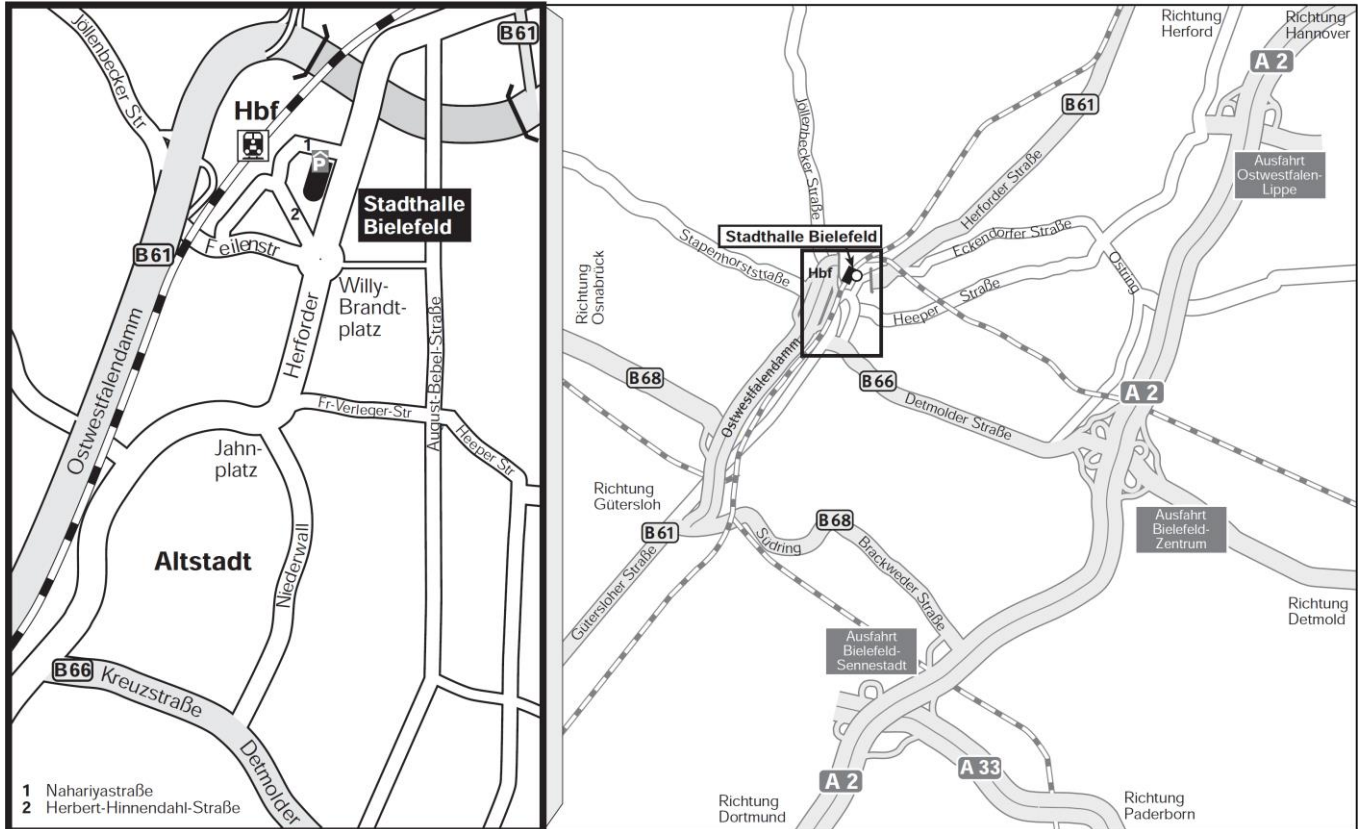 Jöllenbecker Str
B61
Hbf
1
P
2
Stadthalle
Bielefeld
B61
Feilenstr
Willy-
Brandt-
platz
Herforder
August-Bebel-Straße
Ostwestfalendamm
Fr-Verleger-Str
Heeper Str
Jahn-
platz
Altstadt
Niederwall
B66
Kreuzstraße
Detmolder
1 Nahariyastraße
2 Herbert-Hinnendahl-Straße
Richtung
Herford
Richtung
Hannover
A 2
B61
Jöllenbecker Straße
Herforder Straße
Ausfahrt
Ostwestfalen-
Lippe
Stadthalle Bielefeld
Eckendorfer Straße
Stapenhorststraße
Hbf
Ostring
Richtung
Osnabrück
Heeper Straße
B68
Ostwestfalendamm
B66
A 2
Detmolder Straße
Richtung
Gütersloh
B61
Südring
B68
Brackweder Straße
Ausfahrt
Bielefeld-
Zentrum
Gütersloher Straße
Richtung
Detmold
Ausfahrt
Bielefeld-
Sennestadt
A 2
A 33
Richtung
Dortmund
Richtung
Paderborn